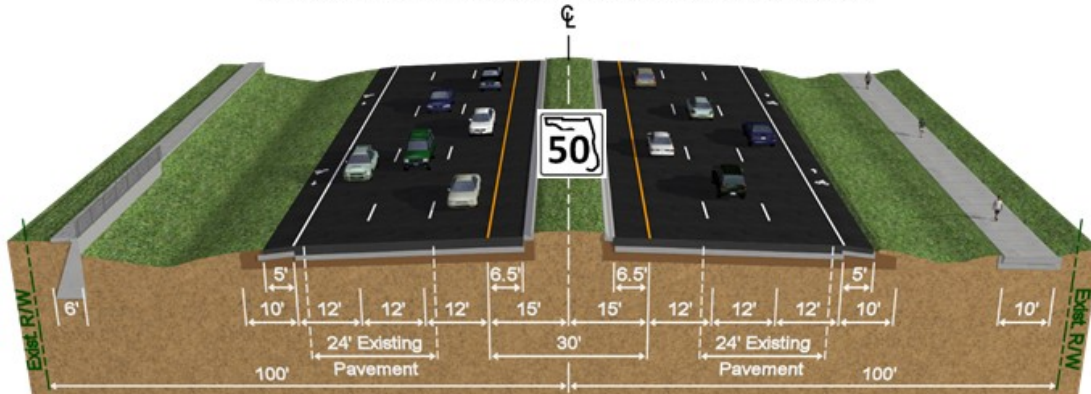 ℄
50
5' 6.5' 6.5' 5'
6' 10' 12' 12' 12' 15' 15' 12' 12' 12' 10' 10'
24' Existing Pavement
30'
24' Existing Pavement
100' 100'
Exist. R/W
Exist. R/W